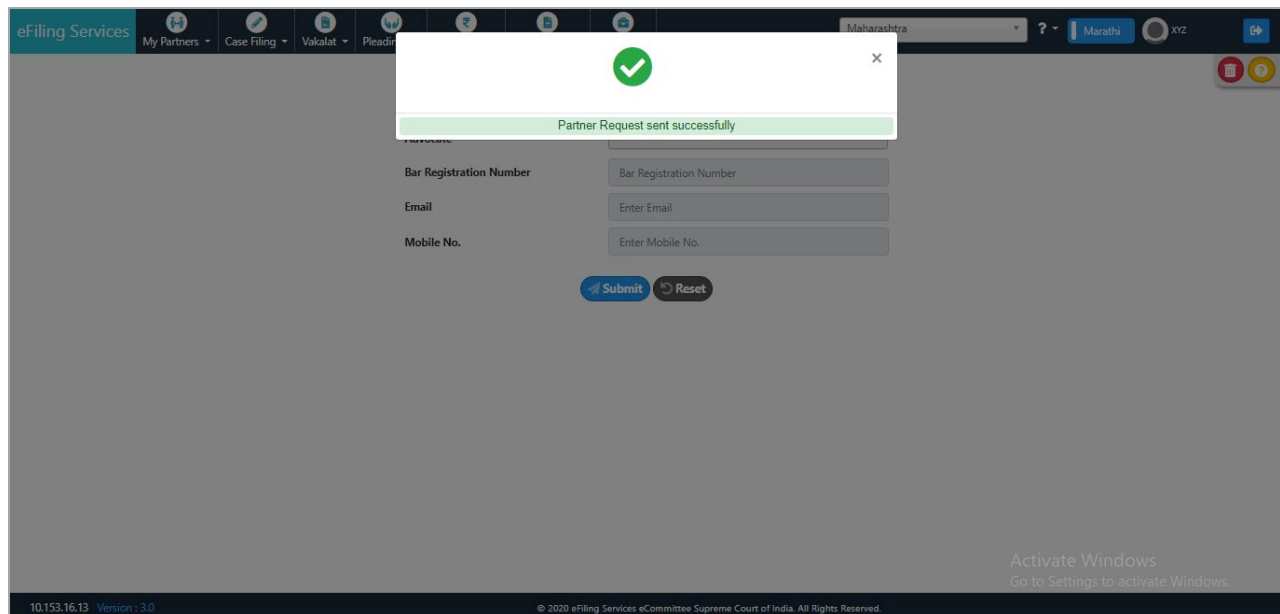 eFiling Services
My Partners
Case Filing
Vakalat
Maharashtra
?
Marathi
XYZ
×
Partner Request sent successfully
Bar Registration Number
Bar Registration Number
Email
Enter Email
Mobile No.
Enter Mobile No.
Submit
Reset
Activate Windows
Go to Settings to activate Windows.
10.153.16.13 Version : 3.0
© 2020 eFiling Services eCommittee Supreme Court of India. All Rights Reserved.